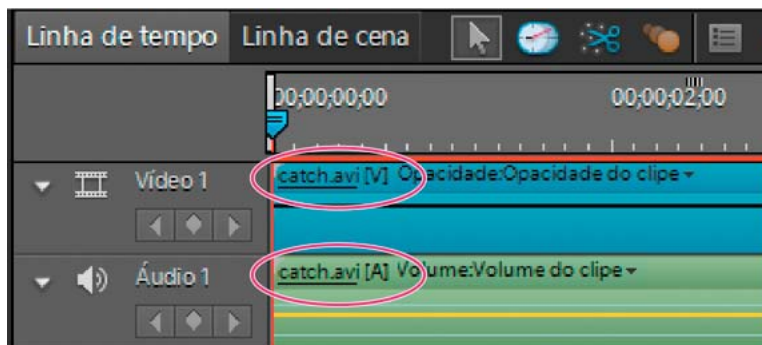 Linha de tempo Linha de cena
00;00;00;00 00;00;02;00
Vídeo 1 catch.avi [V] Opacidade:Opacidade do clipe
Áudio 1 catch.avi [A] Volume:Volume do clipe